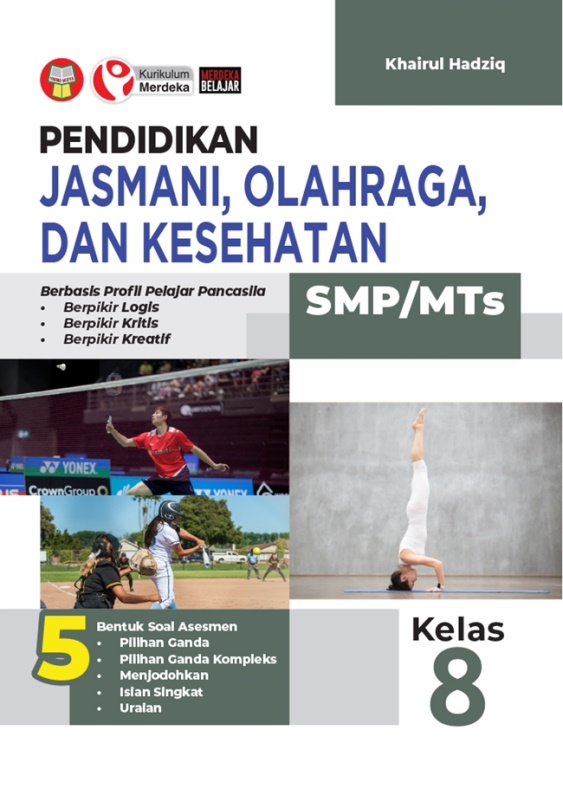 Khairul Hadziq
Kurikulum
Merdeka
MERDEKA
BELAJAR
PENDIDIKAN
JASMANI, OLAHRAGA,
DAN KESEHATAN
Berbasis Profil Pelajar Pancasila
• Berpikir Logis
• Berpikir Kritis
• Berpikir Kreatif
SMP/MTs
YONEX
CrownGroup
YONEX
5
Bentuk Soal Asesmen
• Pilihan Ganda
• Pilihan Ganda Kompleks
• Menjodohkan
• Isian Singkat
• Uraian
Kelas
8